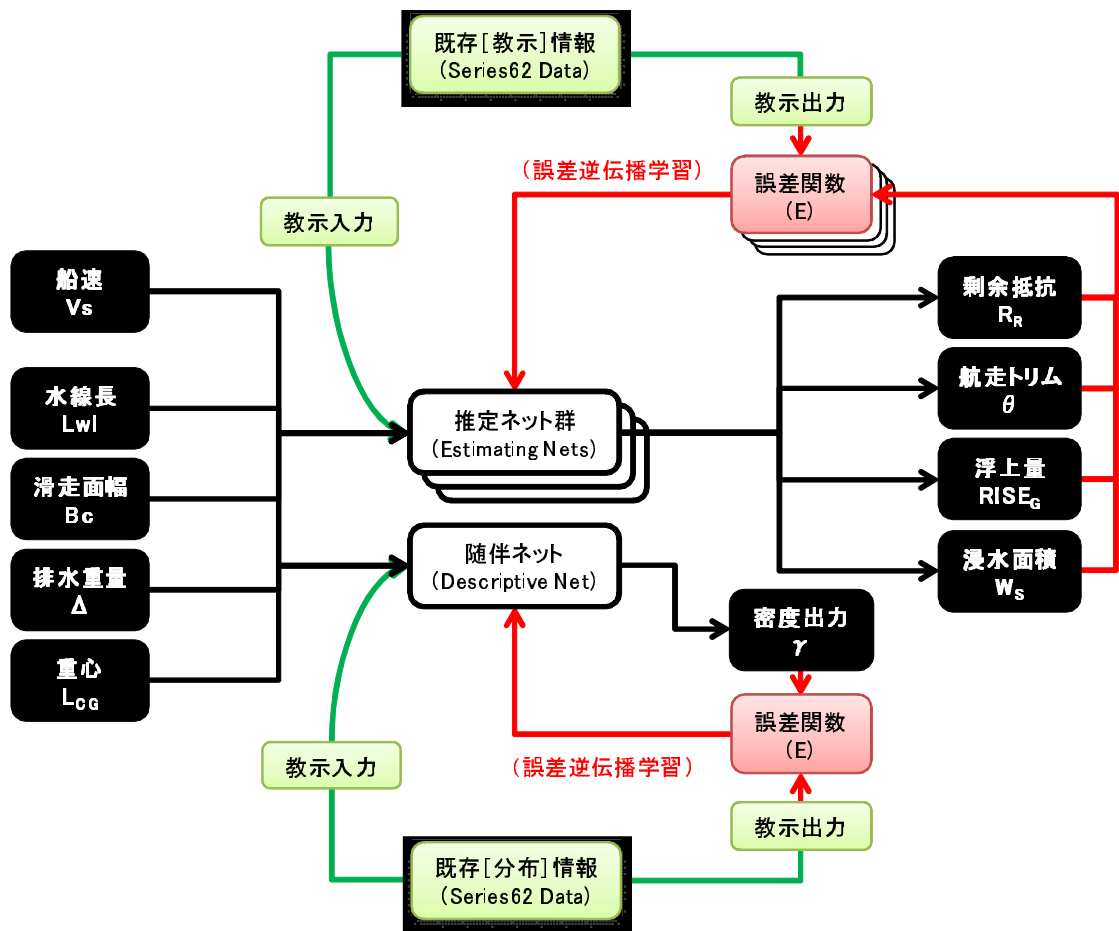 既存[教示]情報
(Series62 Data)
教示出力
(誤差逆伝播学習)
誤差関数
(E)
教示入力
船速
Vs
水線長
Lwl
滑走面幅
Bc
排水重量
Δ
重心
LCG
推定ネット群
(Estimating Nets)
随伴ネット
(Descriptive Net)
剰余抵抗
RR
航走トリム
θ
浮上量
RISEG
浸水面積
WS
密度出力
γ
誤差関数
(E)
(誤差逆伝播学習)
教示入力
教示出力
既存[分布]情報
(Series62 Data)